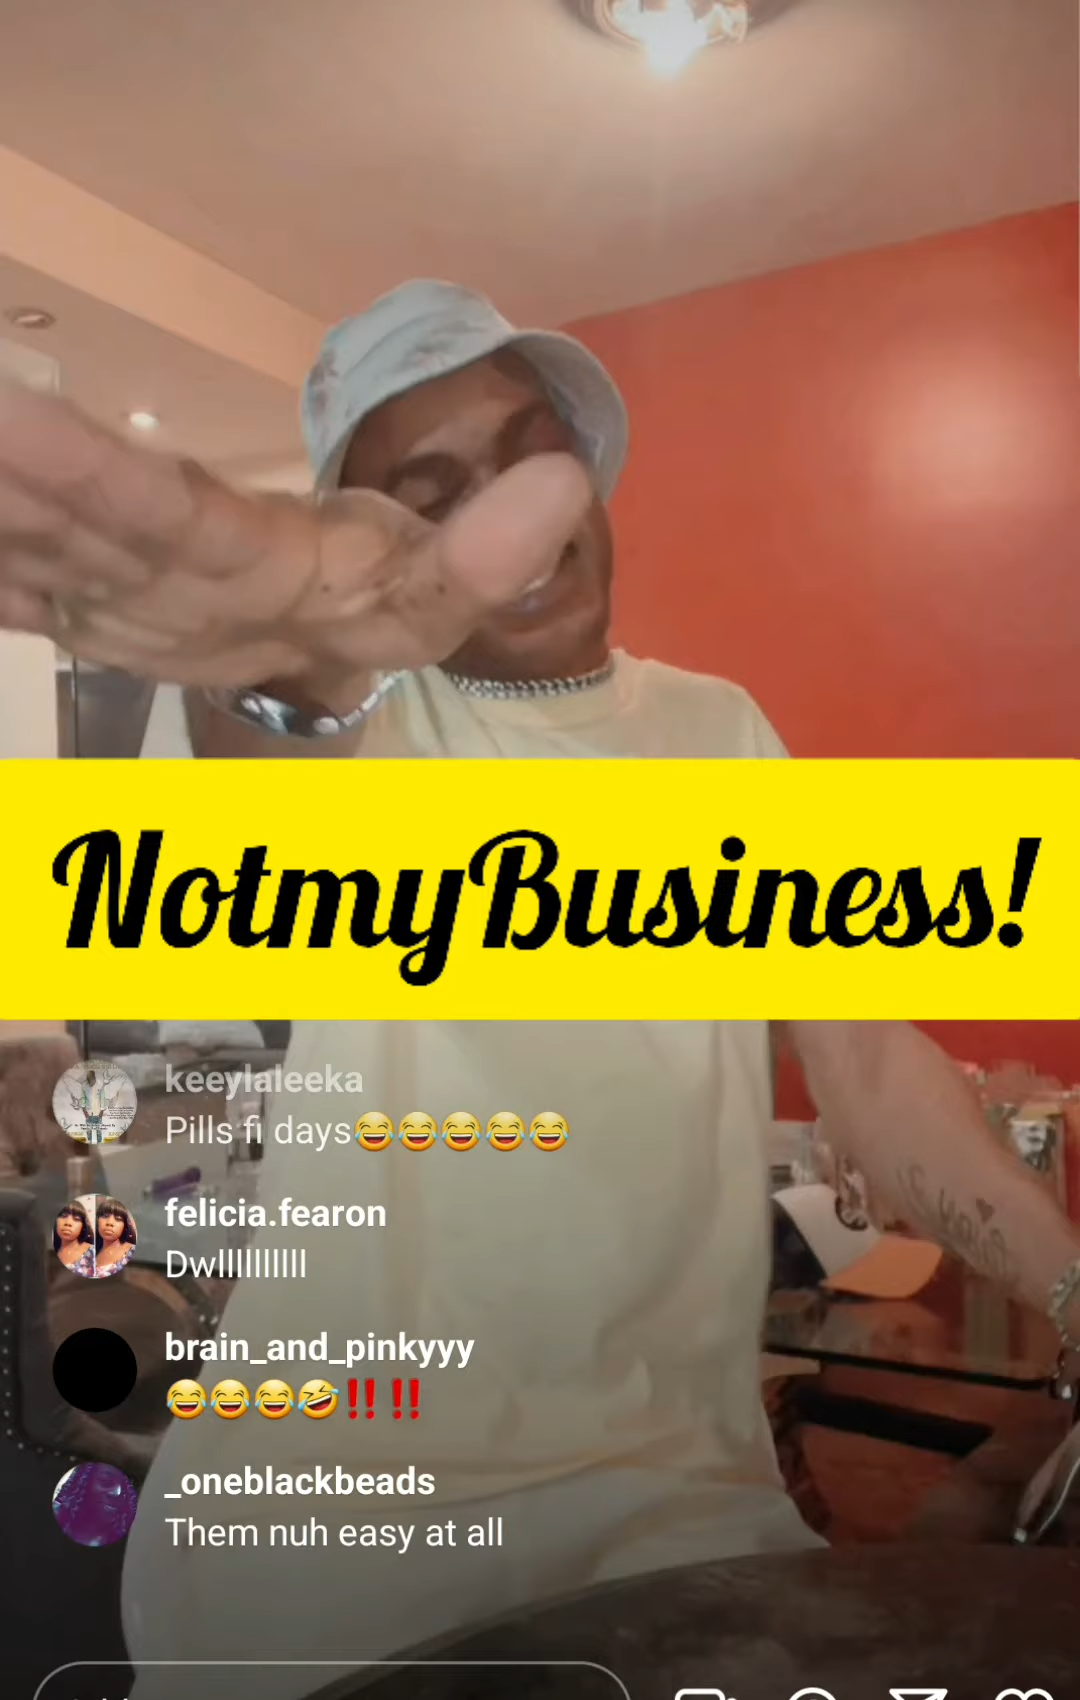 NotmyBusiness!
keeylaleeka
Pills fi days😂😂😂😂😂
felicia.fearon
Dwllllllllll
brain_and_pinkyyy
😂😂😂🤣‼️‼️
_oneblackbeads
Them nuh easy at all